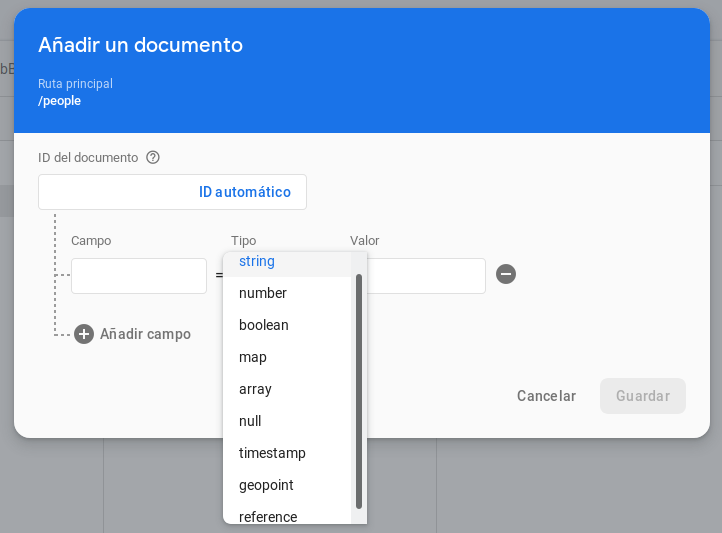 Añadir un documento
Ruta principal
/people
ID del documento
ID automático
Campo
Tipo
Valor
=
string
number
boolean
map
array
null
timestamp
geopoint
reference
Añadir campo
Cancelar
Guardar